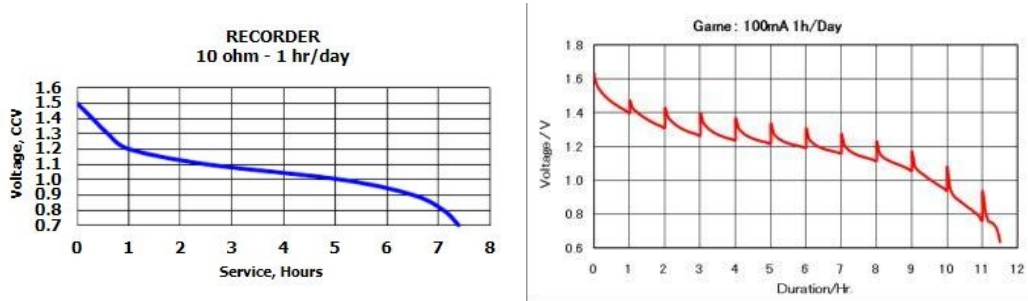 RECORDER
10 ohm - 1 hr/day
1.6
1.5
1.4
1.3
1.2
1.1
1.0
0.9
0.8
0.7
Voltage, CCV
0 1 2 3 4 5 6 7 8
Service, Hours
Game : 100mA 1h/Day
1.8
1.6
1.4
1.2
1.0
0.8
0.6
Voltage / V
0 1 2 3 4 5 6 7 8 9 10 11 12
Duration/Hr.